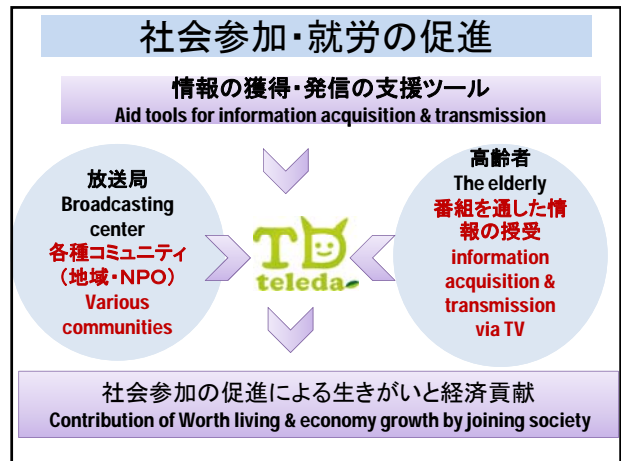 社会参加・就労の促進
情報の獲得・発信の支援ツール
Aid tools for information acquisition & transmission
放送局
Broadcasting
center
各種コミュニティ
（地域・ＮＰＯ）
Various
communities
TD
teleda
高齢者
The elderly
番組を通した情
報の授受
information
acquisition &
transmission
via TV
社会参加の促進による生きがいと経済貢献
Contribution of Worth living & economy growth by joining society